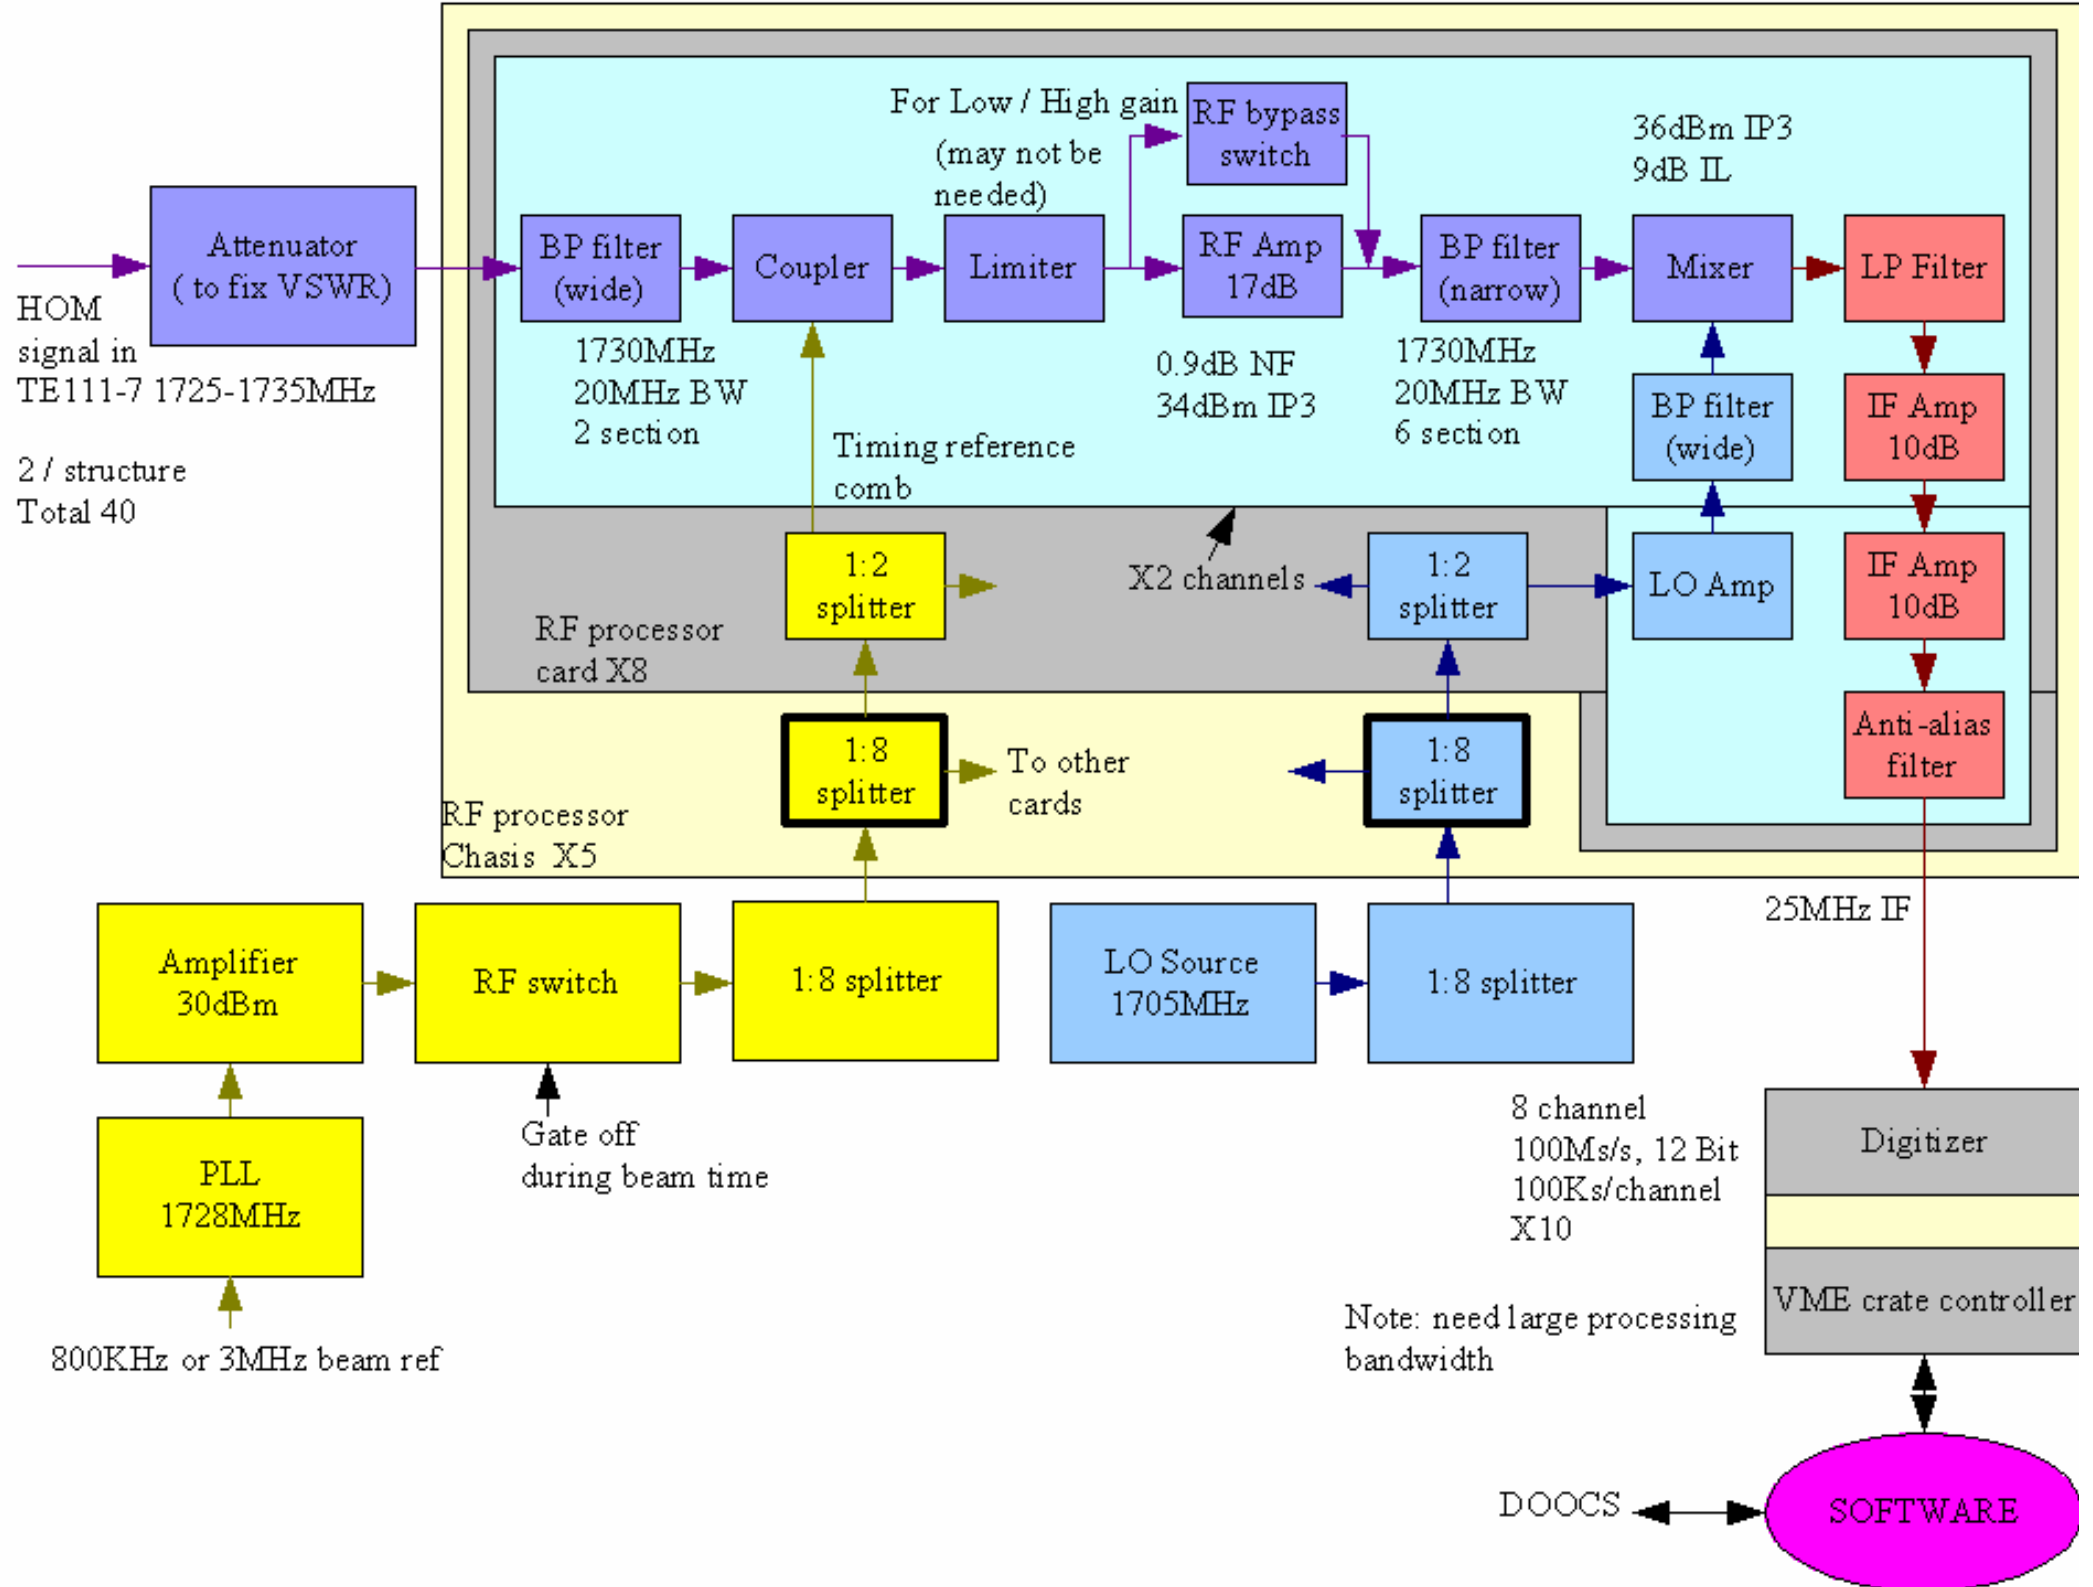 For Low / High gain
(may not be
needed)
RF bypass
switch
36dBm IP3
9dB IL
Attenuator
( to fix VSWR)
BP filter
(wide)
Coupler
Limiter
RF Amp
17dB
BP filter
(narrow)
Mixer
LP Filter
HOM
signal in
TE111-7 1725-1735MHz
2 / structure
Total 40
1730MHz
20MHz BW
2 section
0.9dB NF
34dBm IP3
1730MHz
20MHz BW
6 section
BP filter
(wide)
IF Amp
10dB
Timing reference
comb
1:2
splitter
X2 channels
1:2
splitter
LO Amp
IF Amp
10dB
RF processor
card X8
1:8
splitter
To other
cards
1:8
splitter
Anti-alias
filter
RF processor
Chasis X5
25MHz IF
Amplifier
30dBm
RF switch
1:8 splitter
LO Source
1705MHz
1:8 splitter
PLL
1728MHz
Gate off
during beam time
8 channel
100Ms/s, 12 Bit
100Ks/channel
X10
Digitizer
VME crate controller
800KHz or 3MHz beam ref
Note: need large processing
bandwidth
DOOCS
SOFTWARE